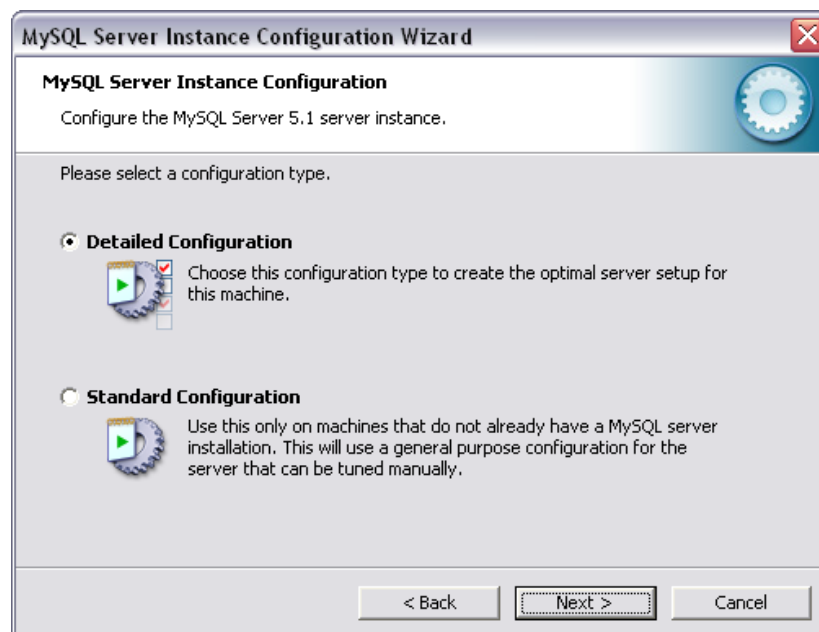 MySQL Server Instance Configuration Wizard
MySQL Server Instance Configuration
Configure the MySQL Server 5.1 server instance.
Please select a configuration type.
Detailed Configuration
Choose this configuration type to create the optimal server setup for
this machine.
Standard Configuration
Use this only on machines that do not already have a MySQL server
installation. This will use a general purpose configuration for the
server that can be tuned manually.
< Back
Next >
Cancel